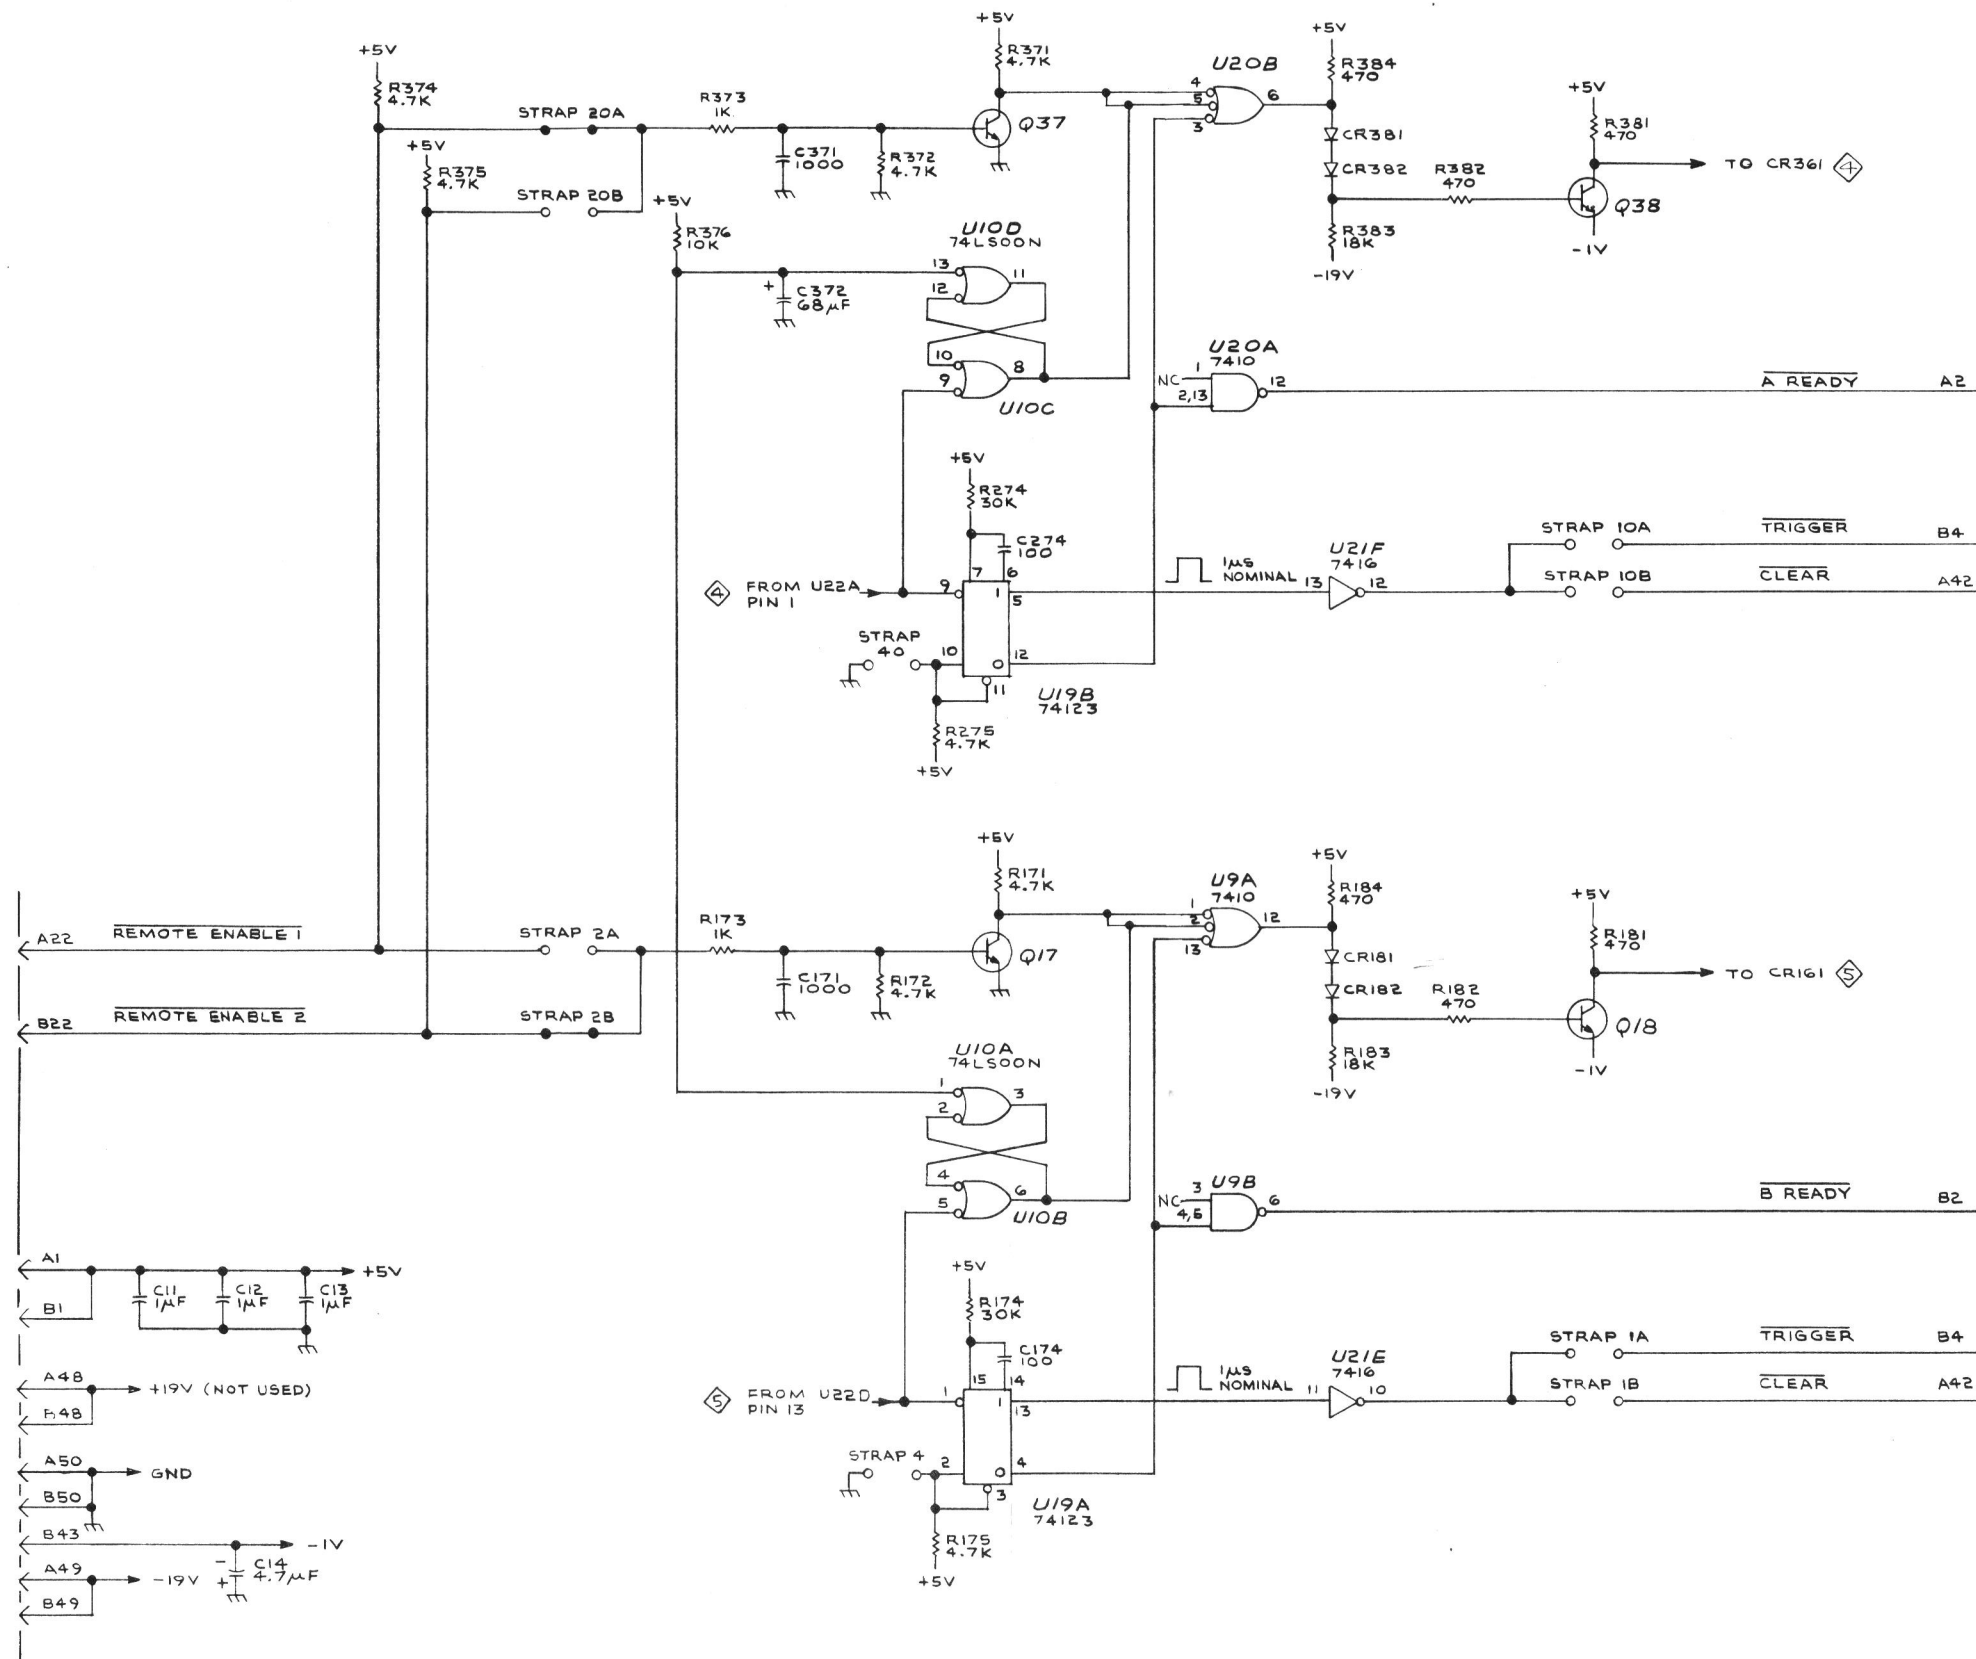 +5V
R371
4.7K
U20B
4
5
3
6
+5V
R384
470
+5V
R374
4.7K
STRAP 20A
R373
1K
Q37
CR381
CR382
+5V
R381
470
TO CR361 4
R382
470
Q38
-1V
R383
18K
-19V
+5V
R375
4.7K
C371
1000
R372
4.7K
STRAP 20B
+5V
R376
10K
U10D
74LS00N
13
12
11
+
C372
68µF
10
9
8
U10C
U20A
7410
NC
1
2,13
12
A READY
A2
+5V
R274
30K
C274
100
7
6
4
FROM U22A
PIN 1
9
1
5
1µs
NOMINAL
13
U21F
7416
12
STRAP 10A
TRIGGER
B4
STRAP 10B
CLEAR
A42
STRAP
40
10
0
12
11
U19B
74123
R275
4.7K
+5V
+5V
R171
4.7K
U9A
7410
1
2
13
12
+5V
R184
470
A22
REMOTE ENABLE 1
STRAP 2A
R173
1K
Q17
CR181
CR182
+5V
R181
470
TO CR161 5
C171
1000
R172
4.7K
R182
470
Q18
-1V
B22
REMOTE ENABLE 2
STRAP 2B
R183
18K
-19V
U10A
74LS00N
1
2
3
4
5
6
U10B
NC
3
4,5
U9B
6
B READY
B2
A1
+5V
B1
C11
1µF
C12
1µF
C13
1µF
+5V
R174
30K
C174
100
15
14
A48
+19V (NOT USED)
B48
5
FROM U22D
PIN 13
1
1
13
1µs
NOMINAL
11
U21E
7416
10
STRAP 1A
TRIGGER
B4
STRAP 1B
CLEAR
A42
A50
GND
B50
STRAP 4
2
0
4
3
U19A
74123
R175
4.7K
+5V
B43
-1V
-
+
C14
4.7µF
A49
-19V
B49